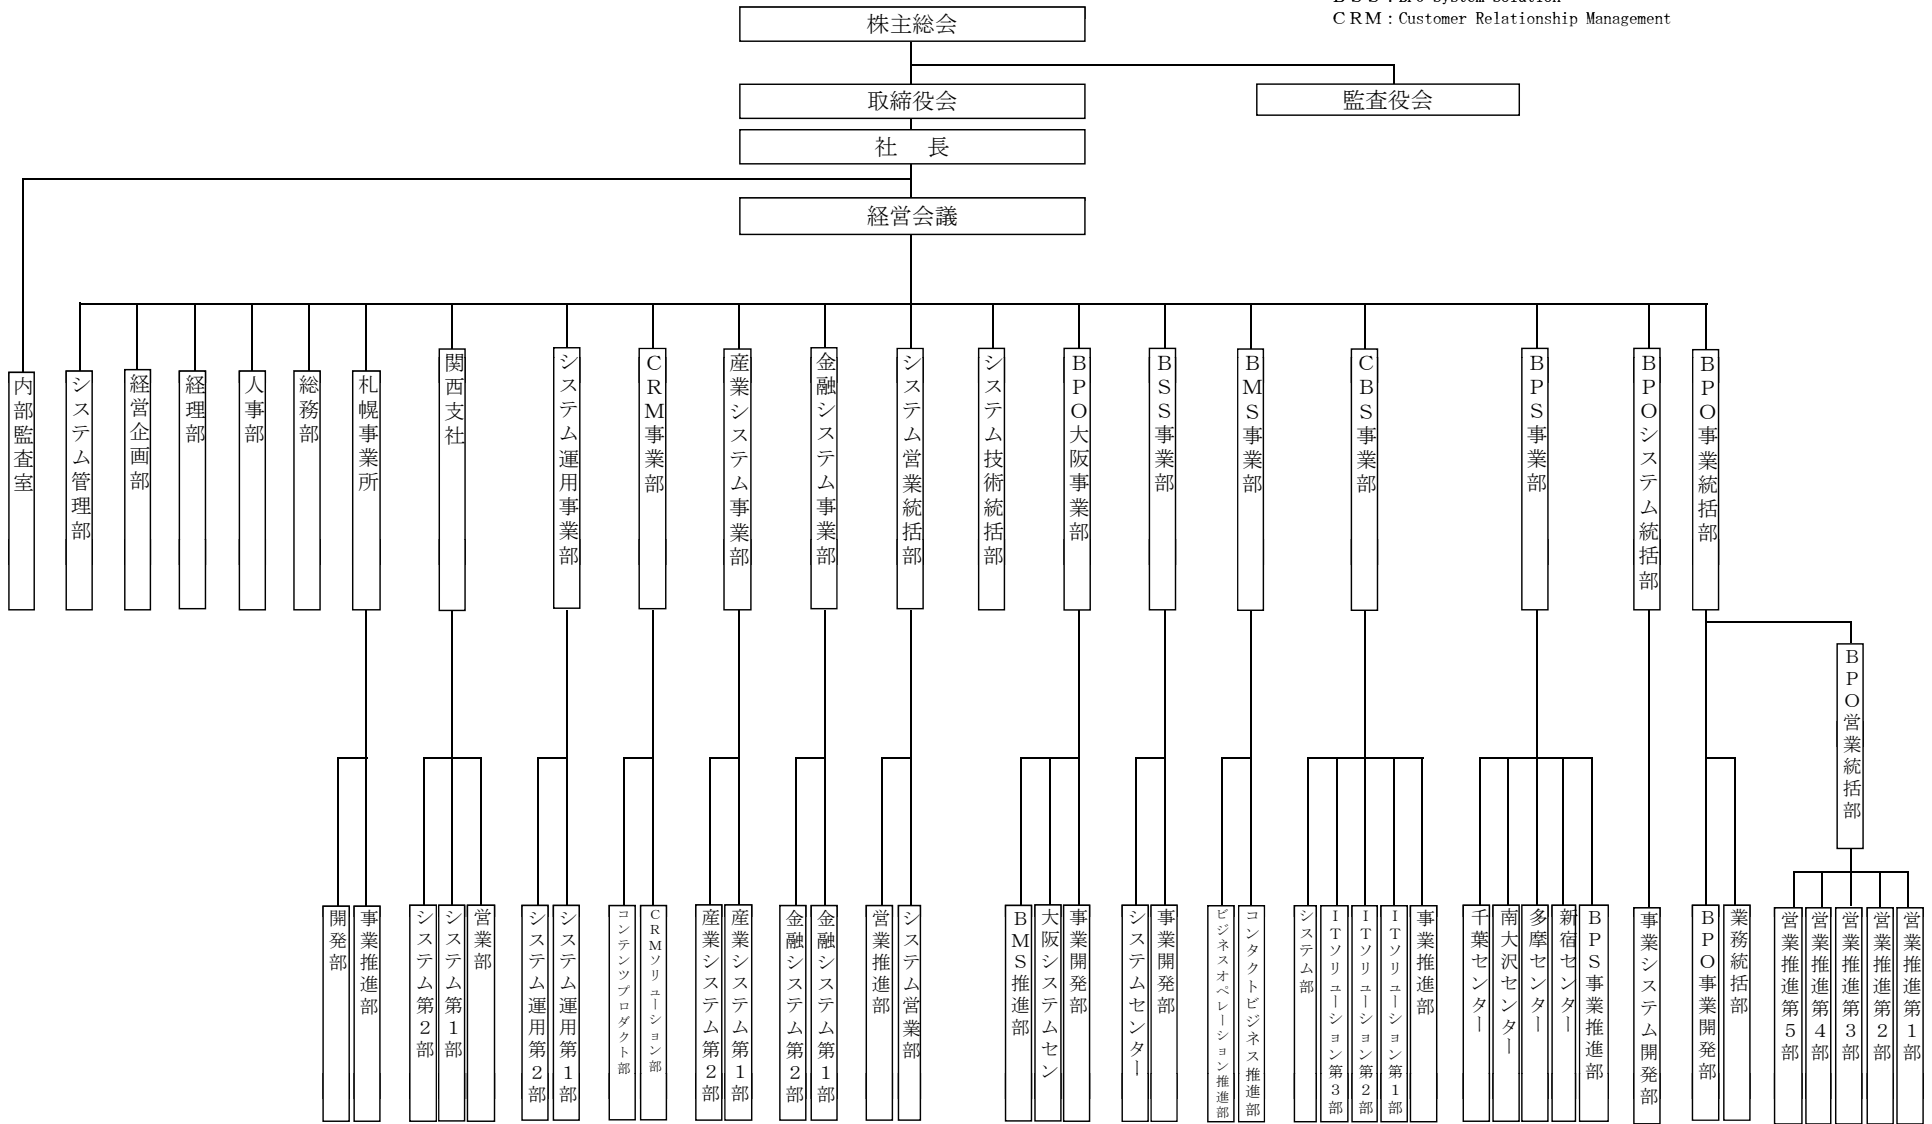 CRM：Customer Relationship Management
株主総会
取締役会
監査役会
社　長
経営会議
内部監査室
システム管理部
経営企画部
経理部
人事部
総務部
札幌事業所
関西支社
システム運用事業部
CRM事業部
産業システム事業部
金融システム事業部
システム営業統括部
システム技術統括部
BPO大阪事業部
BSS事業部
BMS事業部
CBS事業部
BPS事業部
BPOシステム統括部
BPO事業統括部
BPO営業統括部
開発部
事業推進部
システム第2部
システム第1部
営業部
システム運用第2部
システム運用第1部
コンテンツプロダクト部
CRMソリューション部
産業システム第2部
産業システム第1部
金融システム第2部
金融システム第1部
営業推進部
システム営業部
BMS推進部
大阪システムセン
事業開発部
システムセンター
事業開発部
ビジネスオペレーション推進部
コンタクトビジネス推進部
システム部
ITソリューション第3部
ITソリューション第2部
ITソリューション第1部
事業推進部
千葉センター
南大沢センター
多摩センター
新宿センター
BPS事業推進部
事業システム開発部
BPO事業開発部
業務統括部
営業推進第5部
営業推進第4部
営業推進第3部
営業推進第2部
営業推進第1部